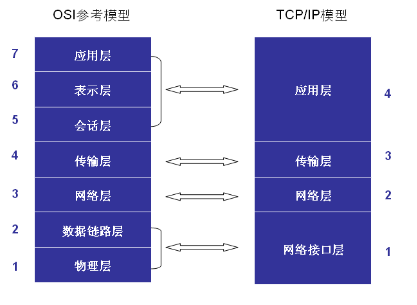 OSI参考模型
TCP/IP模型
7 应用层
6 表示层
5 会话层
4 传输层
3 网络层
2 数据链路层
1 物理层
应用层 4
传输层 3
网络层 2
网络接口层 1